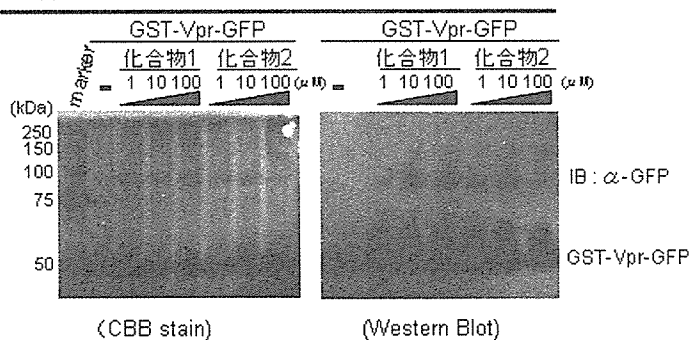 GST-Vpr-GFP GST-Vpr-GFP
marker - 化合物1 化合物2 - 化合物1 化合物2
1 10 100 1 10 100 (μM) 1 10 100 1 10 100 (μM)
(kDa)
250
150
100
75
50
IB : α-GFP
GST-Vpr-GFP
(CBB stain) (Western Blot)